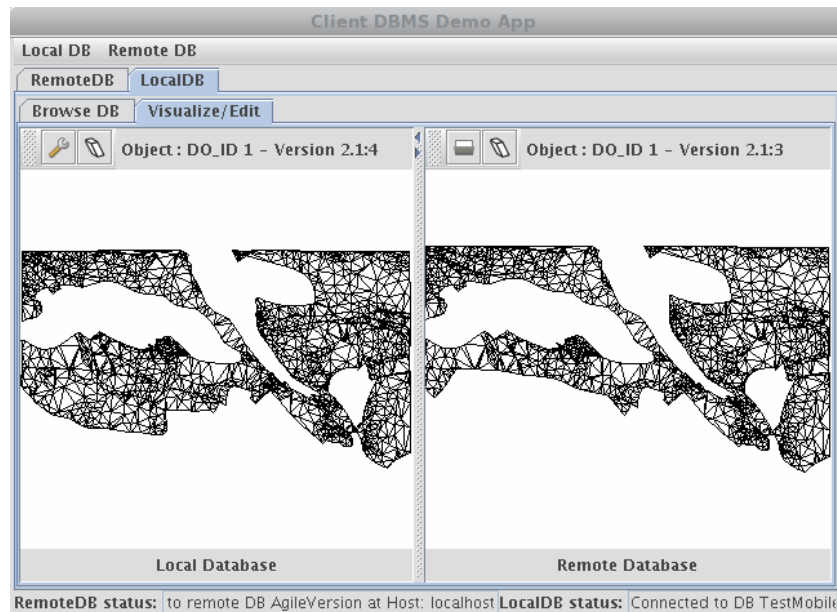 Client DBMS Demo App
Local DB Remote DB
RemoteDB LocalDB
Browse DB Visualize/Edit
Object : DO_ID 1 - Version 2.1:4
Object : DO_ID 1 - Version 2.1:3
Local Database
Remote Database
RemoteDB status: to remote DB AgileVersion at Host: localhost LocalDB status: Connected to DB TestMobil